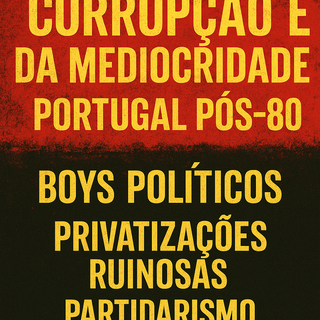 CORRUPÇÃO E
DA MEDIOCRIDADE
PORTUGAL PÓS-80
BOYS POLÍTICOS
PRIVATIZAÇÕES
RUINOSAS
PARTIDARISMO